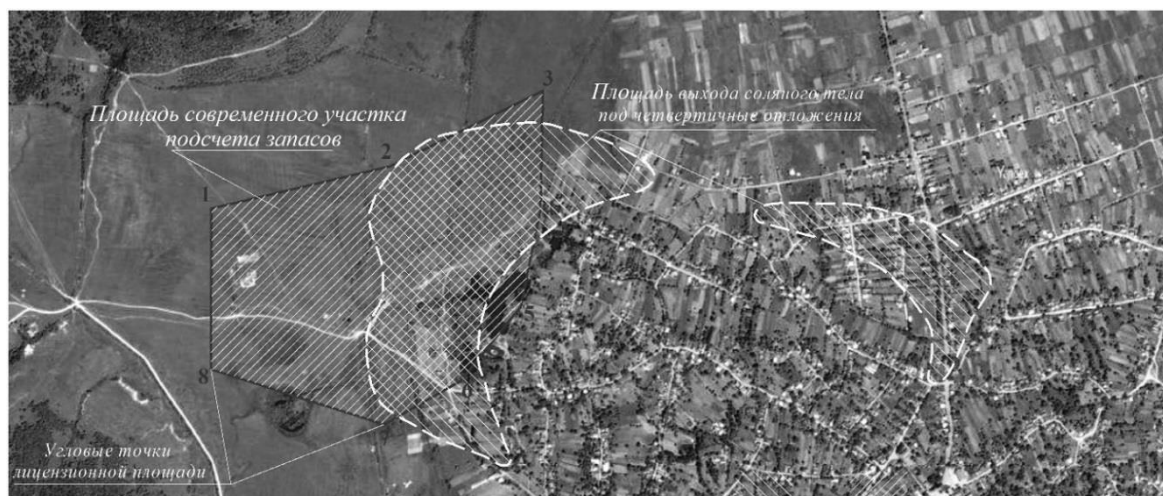 3
Площадь выхода соляного тела
под четвертичные отложения
Площадь современного участка
подсчета запасов
2
1
5
6
8
Угловые точки
лицензионной площади